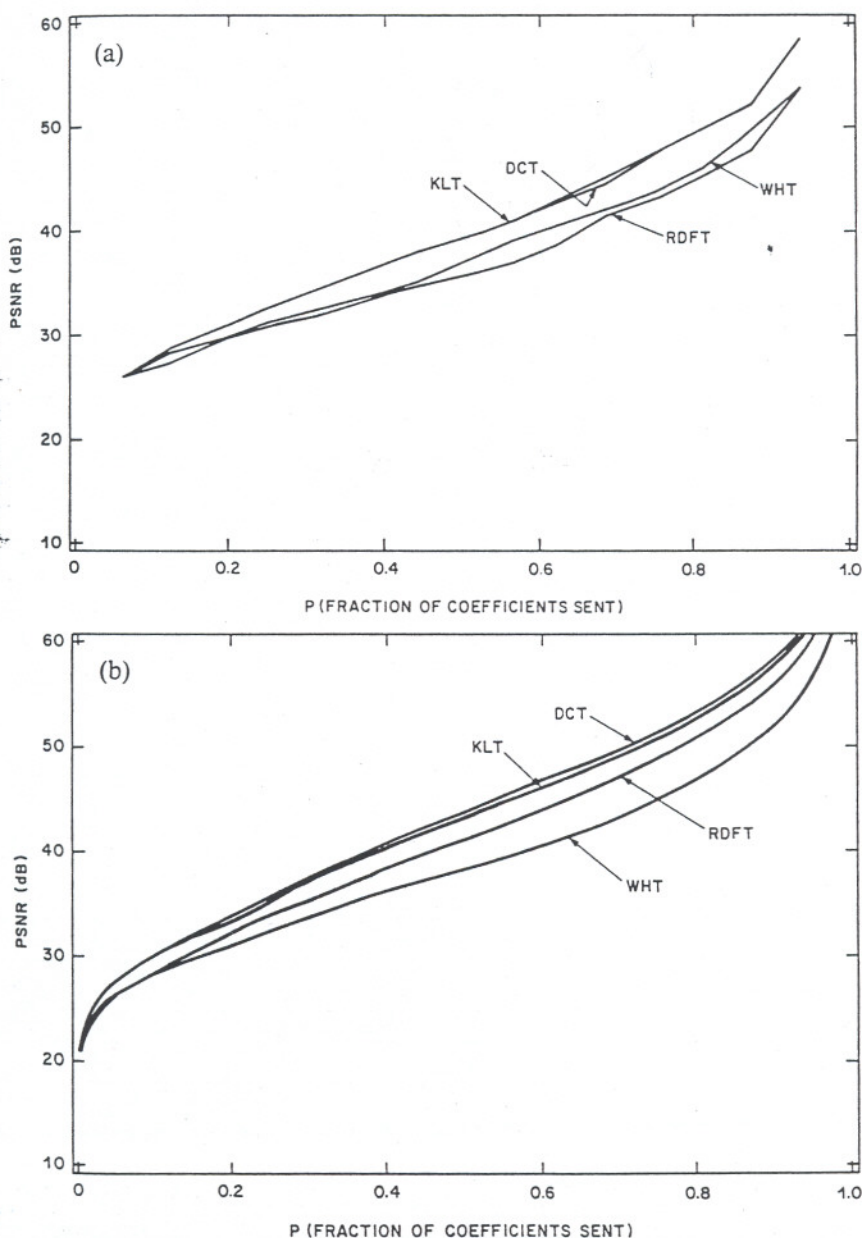 60
(a)
50
KLT
DCT
WHT
40
RDFT
PSNR (dB)
30
20
10
0
0.2
0.4
0.6
0.8
1.0
P (FRACTION OF COEFFICIENTS SENT)
60
(b)
DCT
50
KLT
RDFT
40
WHT
PSNR (dB)
30
20
10
0
0.2
0.4
0.6
0.8
1.0
P (FRACTION OF COEFFICIENTS SENT)